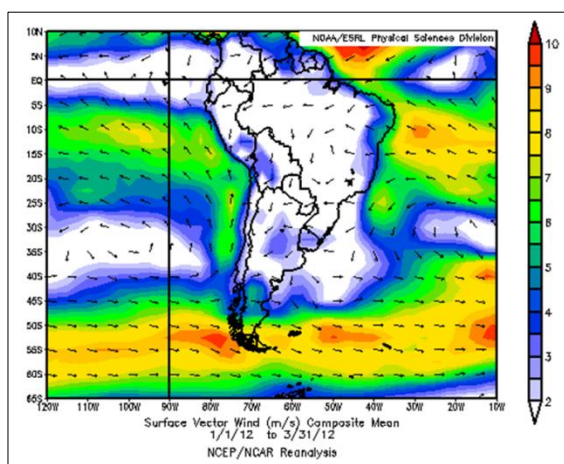 NOAA/ESRL Physical Sciences Division
10N
5N
EQ
5S
10S
15S
20S
25S
30S
35S
40S
45S
50S
55S
60S
65S
120W 110W 100W 90W 80W 70W 60W 50W 40W 30W 20W 10W
10
9
8
7
6
5
4
3
2
Surface Vector Wind (m/s) Composite Mean
1/1/12 to 3/31/12
NCEP/NCAR Reanalysis